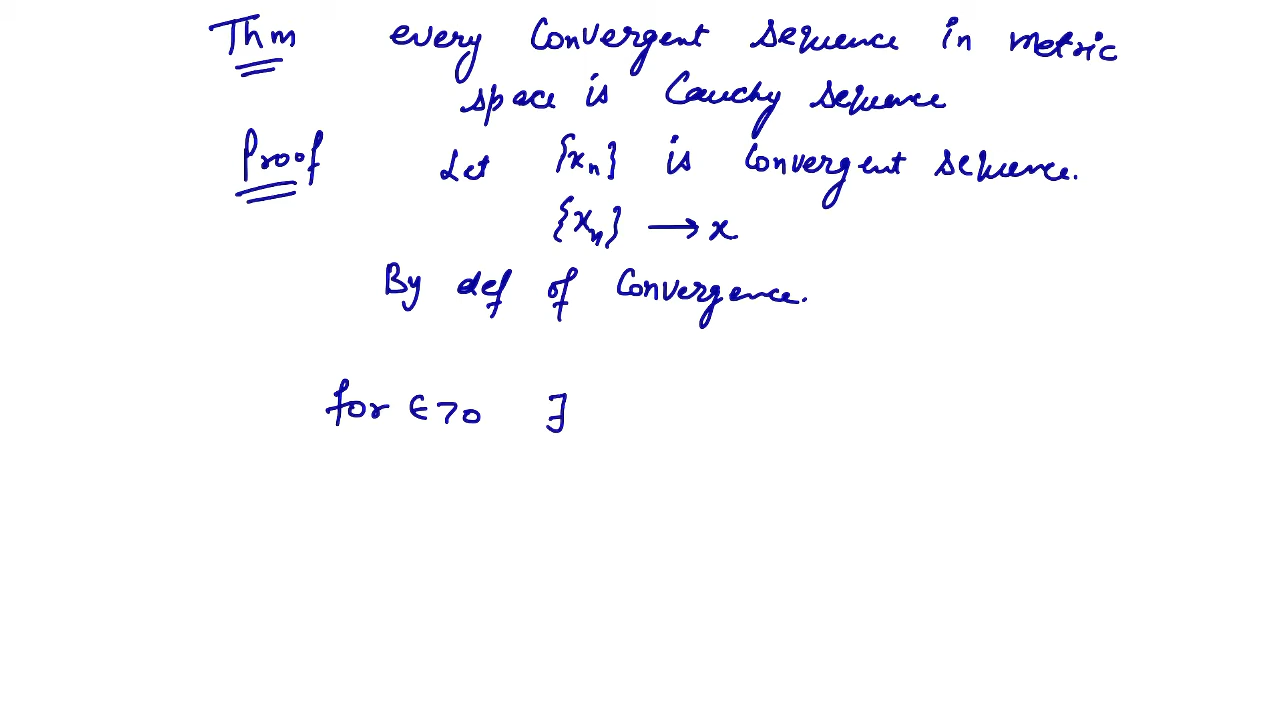 Thm every Convergent sequence in metric
space is Cauchy sequence
Proof Let {xₙ} is Convergent sequence.
{xₙ} → x
By def of Convergence.
for ∈>0 ∃